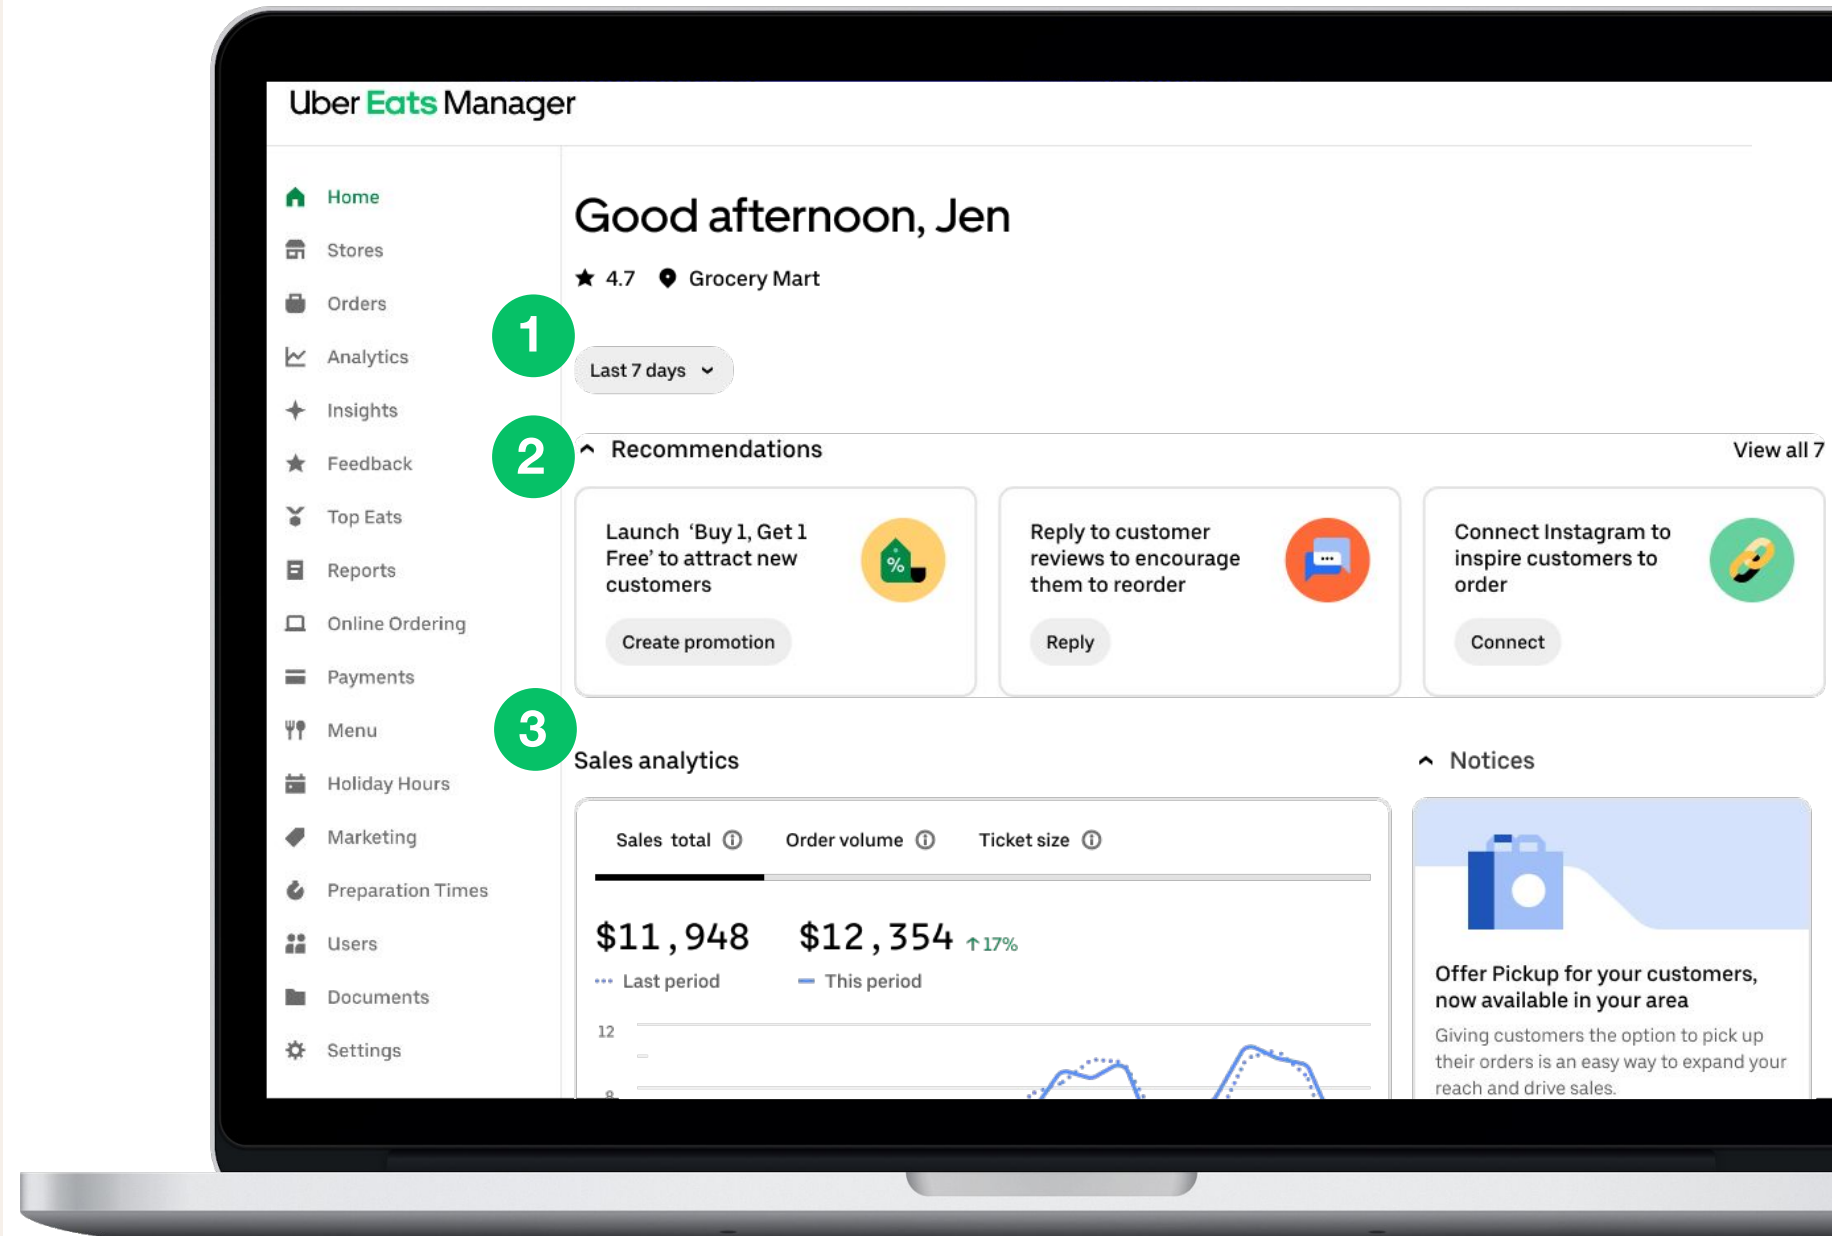 Uber Eats Manager
Home
Stores
Orders
Analytics
Insights
Feedback
Top Eats
Reports
Online Ordering
Payments
Menu
Holiday Hours
Marketing
Preparation Times
Users
Documents
Settings
Good afternoon, Jen
4.7 Grocery Mart
1
Last 7 days
2
Recommendations
View all 7
Launch ‘Buy 1, Get 1
Free’ to attract new
customers
%
Create promotion
Reply to customer
reviews to encourage
them to reorder
Reply
Connect Instagram to
inspire customers to
order
Connect
3
Sales analytics
Sales total
Order volume
Ticket size
$11,948
$12,354 ↑17%
Last period
This period
12
8
Notices
Offer Pickup for your customers,
now available in your area
Giving customers the option to pick up
their orders is an easy way to expand your
reach and drive sales.